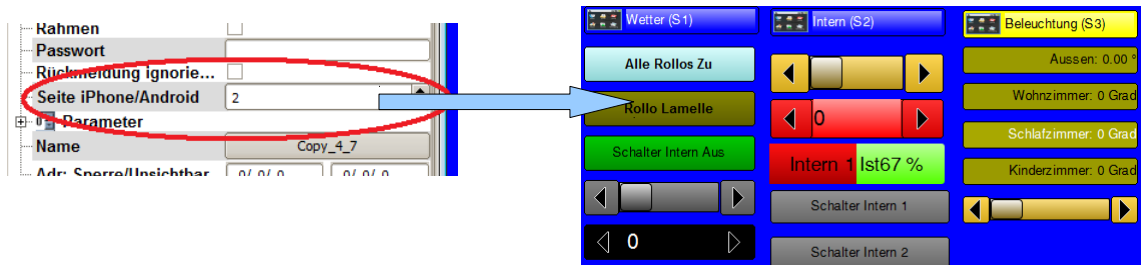 Rahmen
Passwort
Rückmeldung ignorie...
Seite iPhone/Android 2
Parameter
Name Copy_4_7
Adr: Sperre/Unsichtbar 0/ 0/ 0 0/ 0/ 0
Wetter (S1)
Alle Rollos Zu
Rollo Lamelle
Schalter Intern Aus
0
Intern (S2)
0
Intern 1 Ist67 %
Schalter Intern 1
Schalter Intern 2
Beleuchtung (S3)
Aussen: 0.00 °
Wohnzimmer: 0 Grad
Schlafzimmer: 0 Grad
Kinderzimmer: 0 Grad